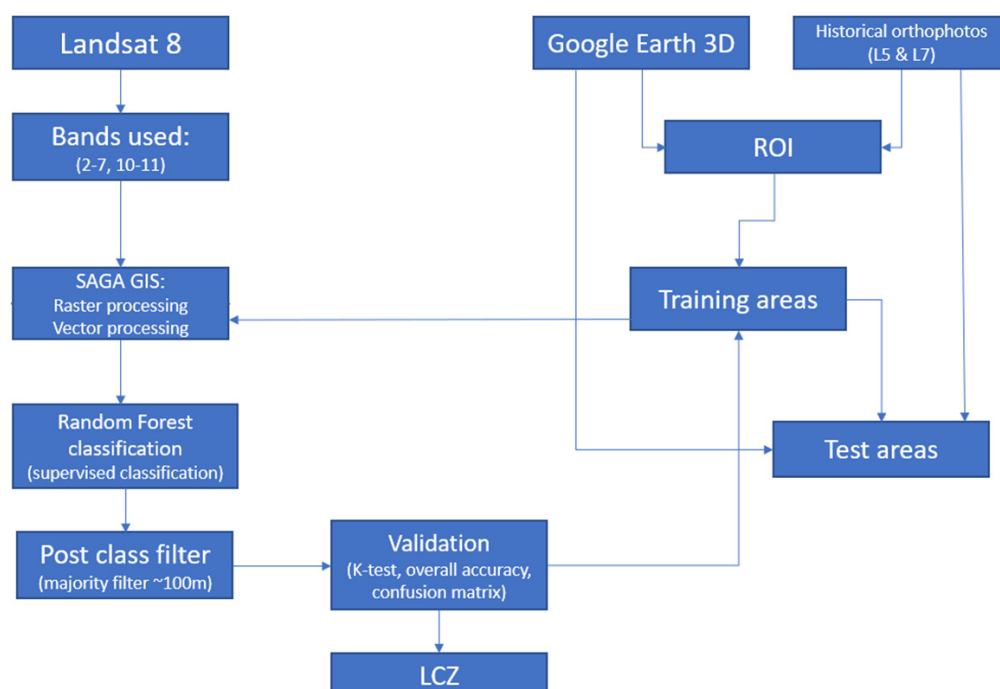 Landsat 8
Google Earth 3D
Historical orthophotos
(L5 & L7)
Bands used:
(2-7, 10-11)
ROI
SAGA GIS:
Raster processing
Vector processing
Training areas
Random Forest
classification
(supervised classification)
Test areas
Post class filter
(majority filter ~100m)
Validation
(K-test, overall accuracy,
confusion matrix)
LCZ